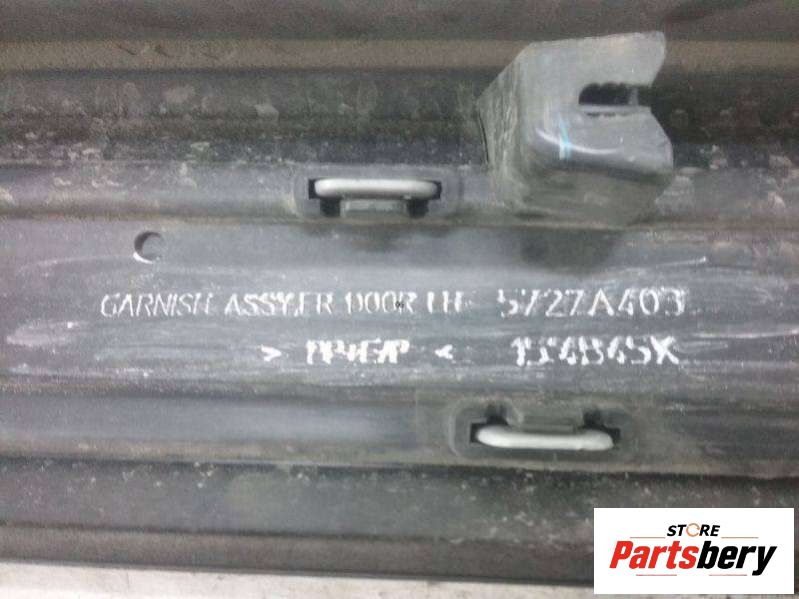 GARNISH ASSY,FR DOOR LH 5727A403
> < 
STORE
Partsbery